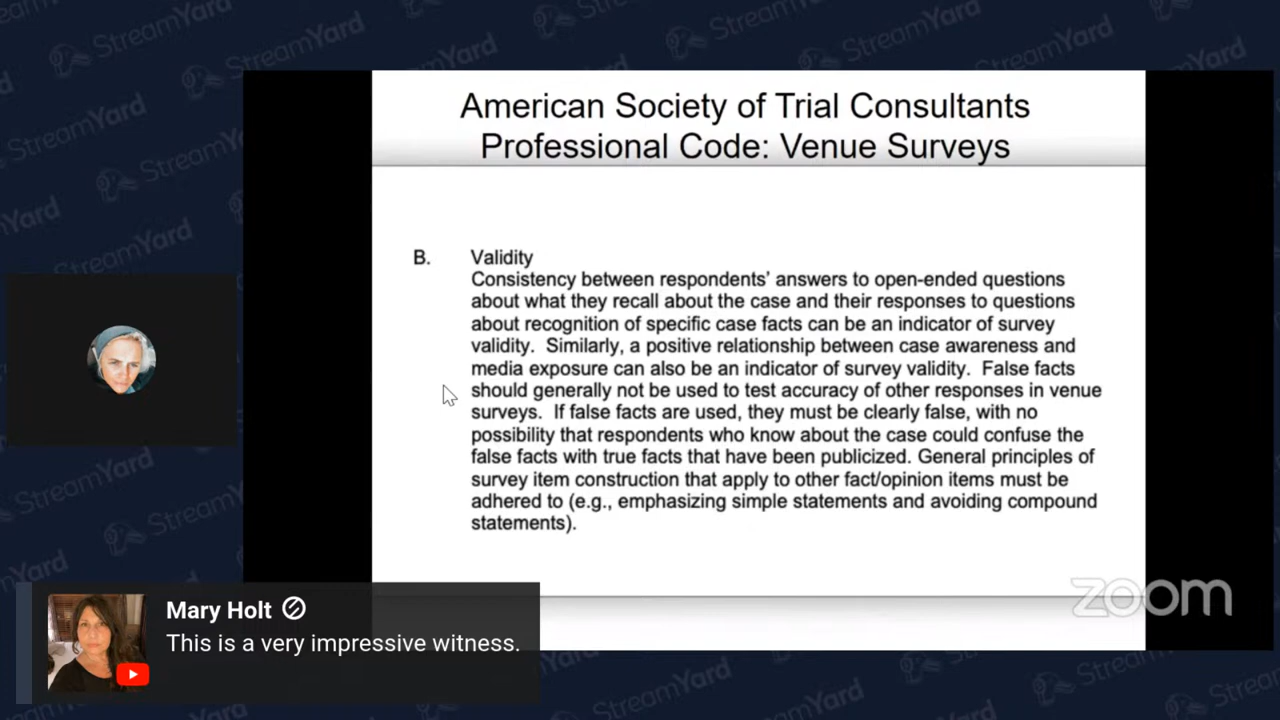 American Society of Trial Consultants
Professional Code: Venue Surveys
B. Validity
Consistency between respondents' answers to open-ended questions
about what they recall about the case and their responses to questions
about recognition of specific case facts can be an indicator of survey
validity. Similarly, a positive relationship between case awareness and
media exposure can also be an indicator of survey validity. False facts
should generally not be used to test accuracy of other responses in venue
surveys. If false facts are used, they must be clearly false, with no
possibility that respondents who know about the case could confuse the
false facts with true facts that have been publicized. General principles of
survey item construction that apply to other fact/opinion items must be
adhered to (e.g., emphasizing simple statements and avoiding compound
statements).
zoom
Mary Holt
This is a very impressive witness.
StreamYard
StreamYard
StreamYard
StreamYard
StreamYard
StreamYard
StreamYard